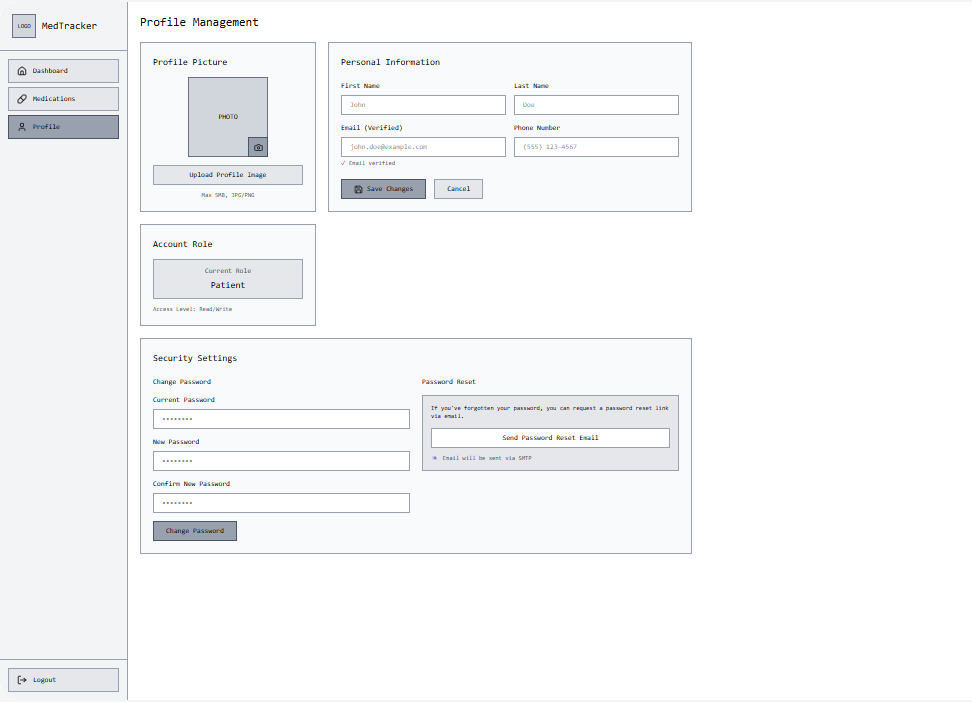 LOGO
MedTracker
Dashboard
Medications
Profile
Logout
Profile Management
Profile Picture
PHOTO
Upload Profile Image
Max 5MB, JPG/PNG
Personal Information
First Name
John
Last Name
Doe
Email (Verified)
john.doe@example.com
✓ Email verified
Phone Number
(555) 123-4567
Save Changes
Cancel
Account Role
Current Role
Patient
Access Level: Read/Write
Security Settings
Change Password
Current Password
••••••••
New Password
••••••••
Confirm New Password
••••••••
Change Password
Password Reset
If you've forgotten your password, you can request a password reset link
via email.
Send Password Reset Email
Email will be sent via SMTP